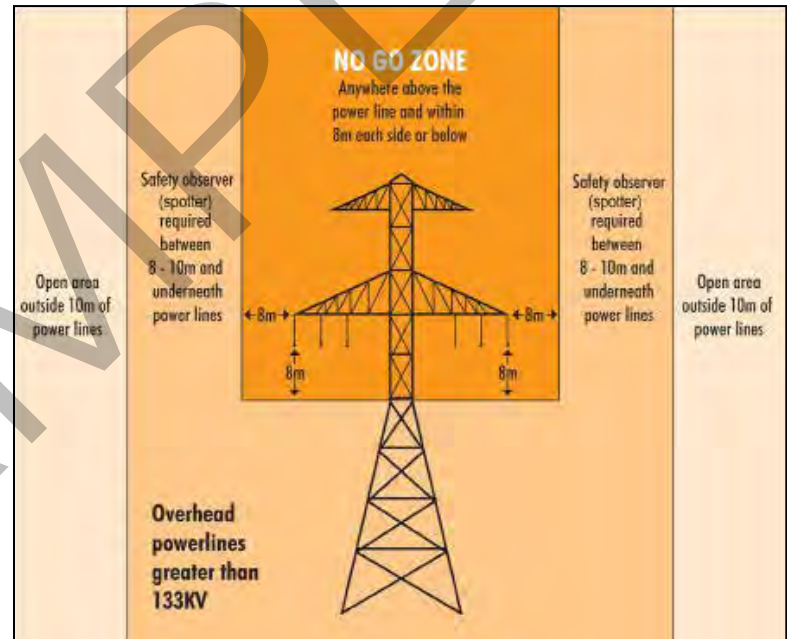 NO GO ZONE
Anywhere above the
power line and within
8m each side or below
Safety observer
(spotter)
required
between
8 - 10m and
underneath
power lines
Safety observer
(spotter)
required
between
8 - 10m and
underneath
power lines
Open area
outside 10m of
power lines
Open area
outside 10m of
power lines
8m
8m
8m
8m
Overhead
powerlines
greater than
133KV